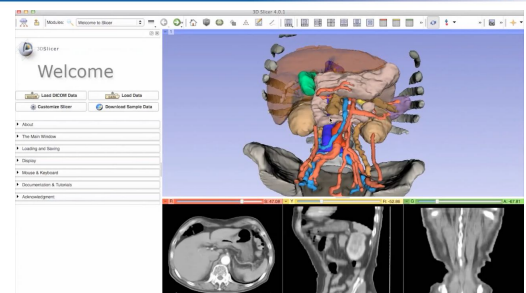 3D Slicer 4.0.1
Modules:
Welcome to Slicer
3DSlicer
Welcome
Load DICOM Data
Load Data
Customize Slicer
Download Sample Data
About
The Main Window
Loading and Saving
Display
Mouse & Keyboard
Documentation & Tutorials
Acknowledgment